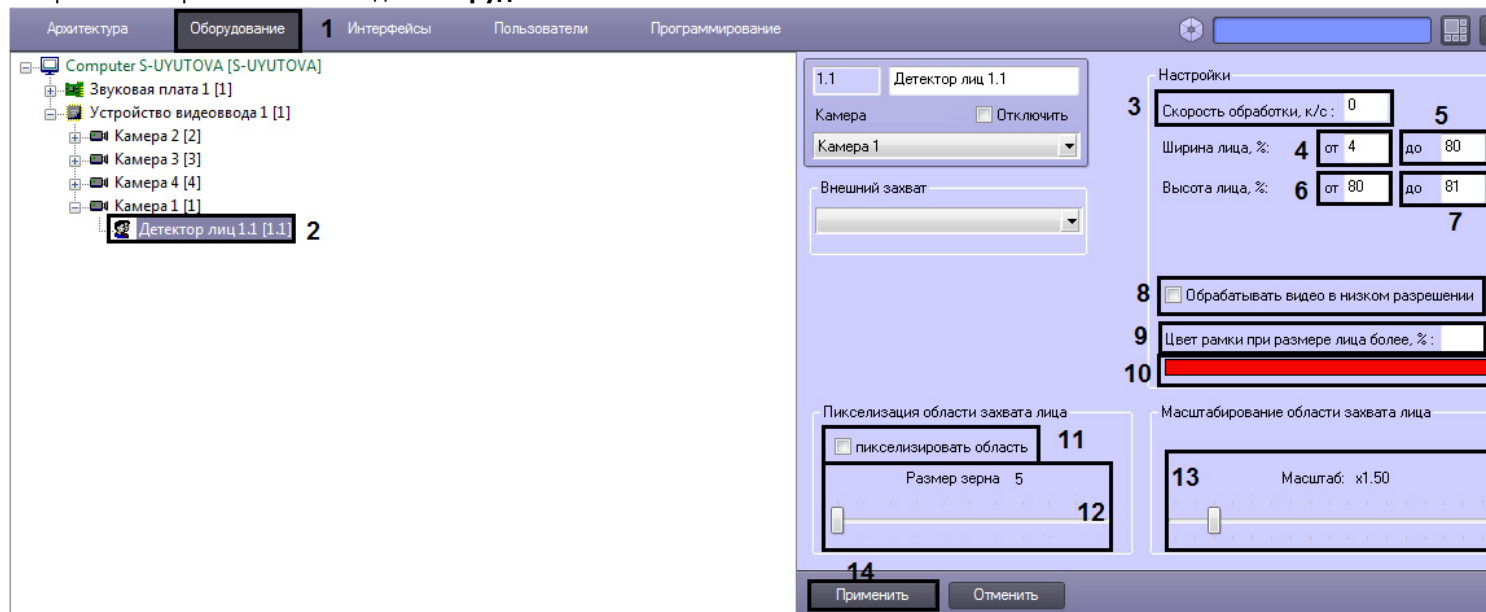 Архитектура Оборудование 1 Интерфейсы Пользователи Программирование
Computer S-UYUTOVA [S-UYUTOVA]
Звуковая плата 1 [1]
Устройство видеоввода 1 [1]
Камера 2 [2]
Камера 3 [3]
Камера 4 [4]
Камера 1 [1]
Детектор лиц 1.1 [1.1] 2
1.1 Детектор лиц 1.1
Камера Отключить
Камера 1
Внешний захват
Настройки
3 Скорость обработки, к/с : 0 5
Ширина лица, %: 4 от 4 до 80
Высота лица, %: 6 от 80 до 81
7
8 Обрабатывать видео в низком разрешении
9 Цвет рамки при размере лица более, % :
10
Пикселизация области захвата лица
пикселизировать область 11
Размер зерна 5
12
Масштабирование области захвата лица
13 Масштаб: x1.50
14
Применить Отменить